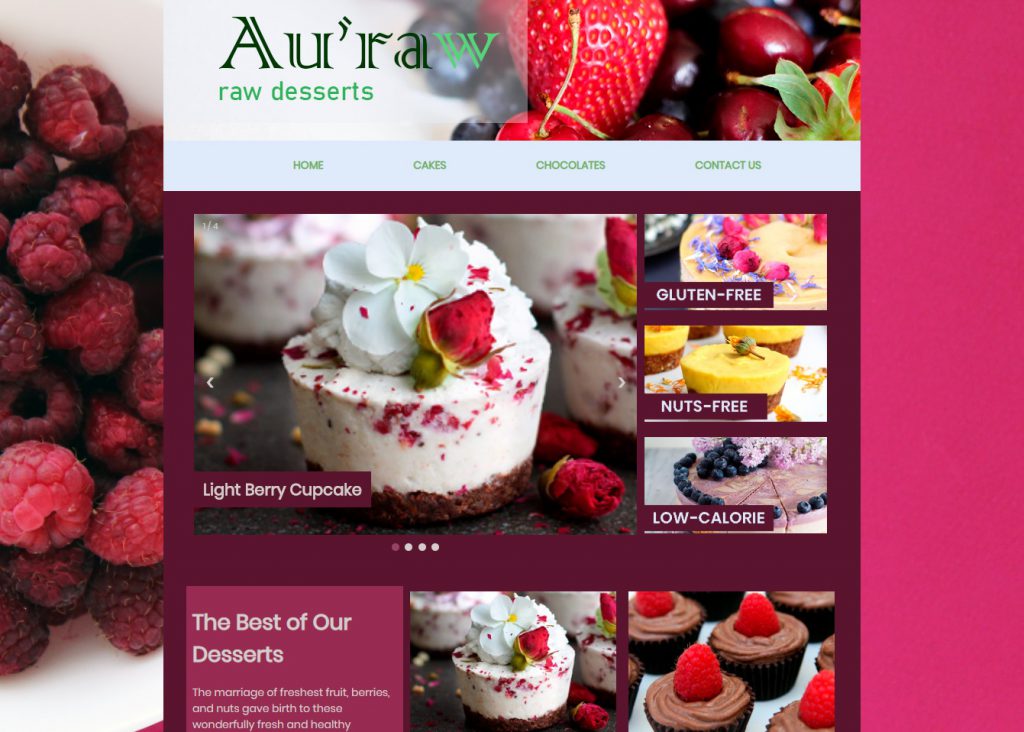 Au'raw
raw desserts
HOME CAKES CHOCOLATES CONTACT US
1 / 4
❮ ❯
Light Berry Cupcake
GLUTEN-FREE
NUTS-FREE
LOW-CALORIE
The Best of Our
Desserts
The marriage of freshest fruit, berries,
and nuts gave birth to these
wonderfully fresh and healthy